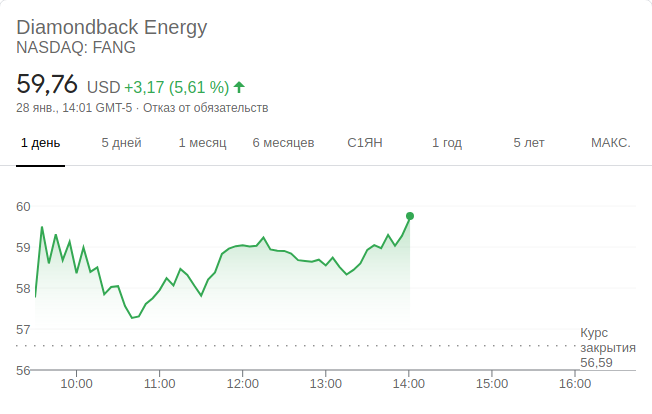 Diamondback Energy
NASDAQ: FANG
59,76 USD +3,17 (5,61 %)
28 янв., 14:01 GMT-5 · Отказ от обязательств
1 день 5 дней 1 месяц 6 месяцев С1ЯН 1 год 5 лет МАКС.
60
59
58
57
Курс
закрытия
56,59
56
10:00 11:00 12:00 13:00 14:00 15:00 16:00